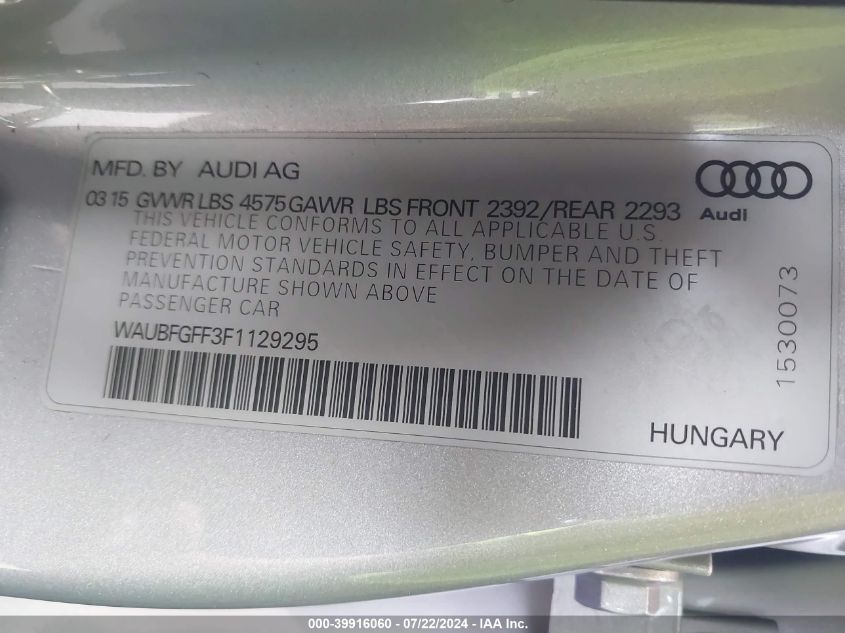 MFD. BY AUDI AG
03 15 GVWR LBS 4575 GAWR LBS FRONT 2392/REAR 2293
Audi
THIS VEHICLE CONFORMS TO ALL APPLICABLE U.S.
FEDERAL MOTOR VEHICLE SAFETY, BUMPER AND THEFT
PREVENTION STANDARDS IN EFFECT ON THE DATE OF
MANUFACTURE SHOWN ABOVE
PASSENGER CAR
WAUBFGFF3F1129295
1530073
HUNGARY
000-39916060 - 07/22/2024 - IAA Inc.